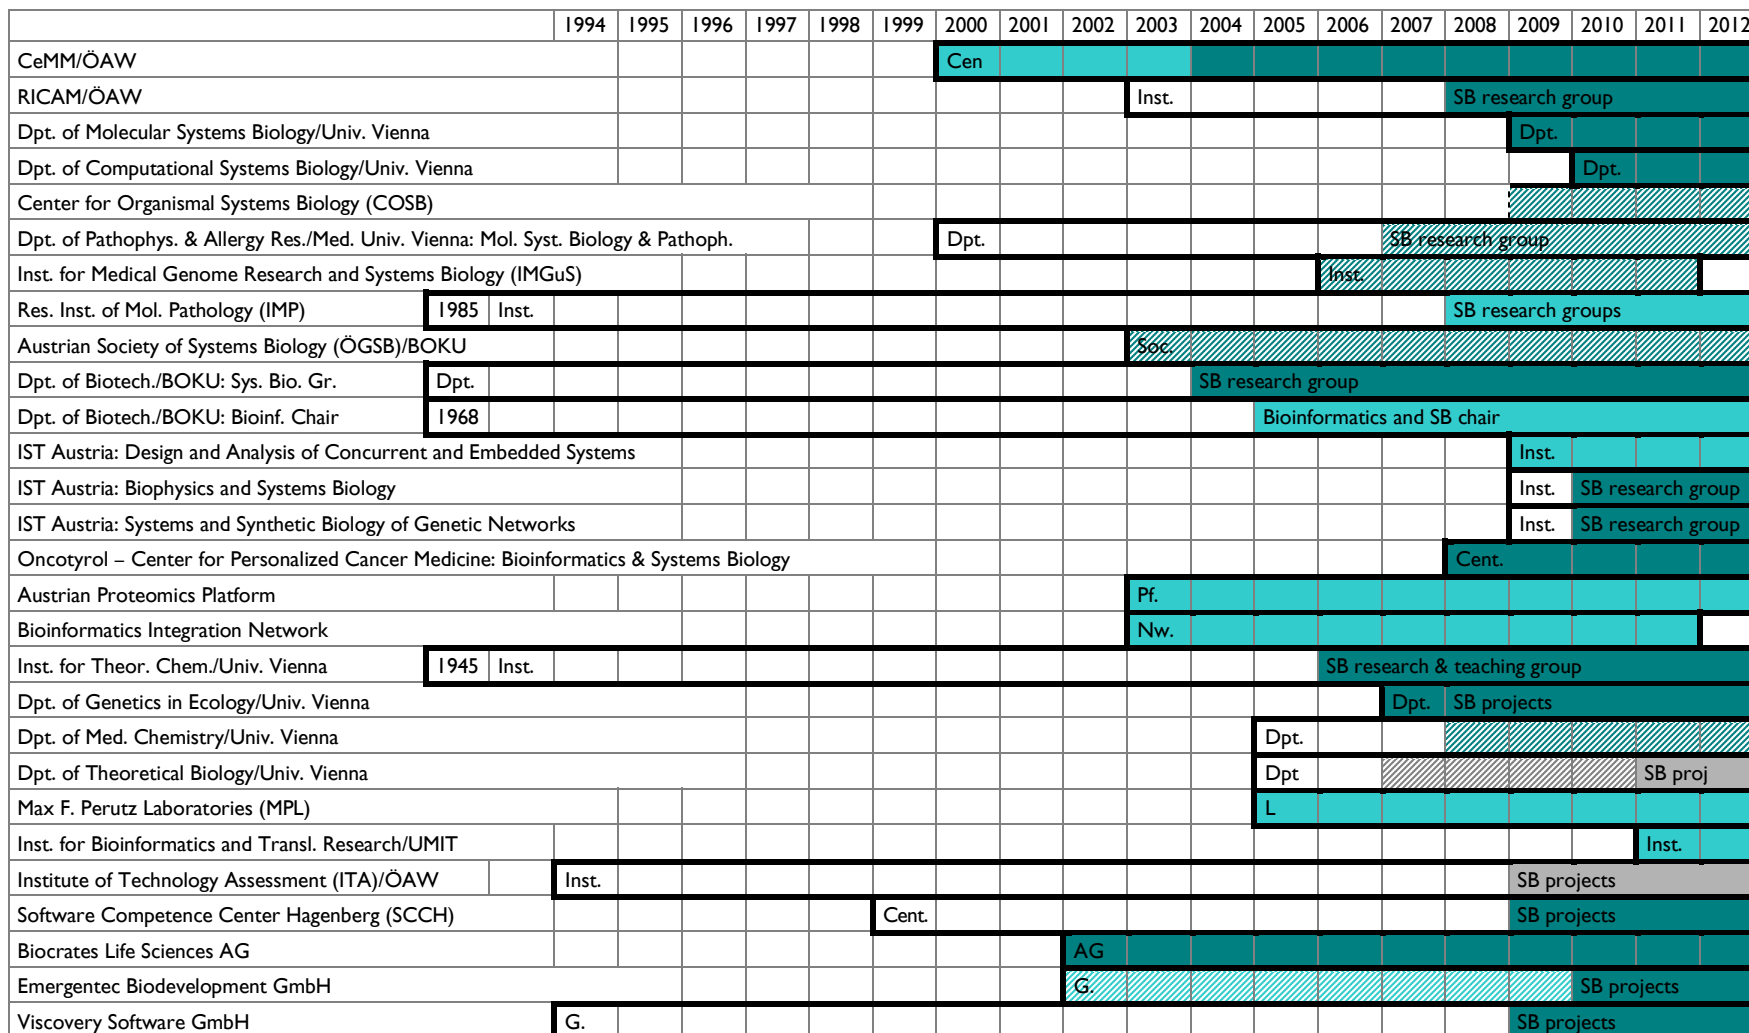 1994 1995 1996 1997 1998 1999 2000 2001 2002 2003 2004 2005 2006 2007 2008 2009 2010 2011 2012
CeMM/ÖAW Cen
RICAM/ÖAW Inst. SB research group
Dpt. of Molecular Systems Biology/Univ. Vienna Dpt.
Dpt. of Computational Systems Biology/Univ. Vienna Dpt.
Center for Organismal Systems Biology (COSB)
Dpt. of Pathophys. & Allergy Res./Med. Univ. Vienna: Mol. Syst. Biology & Pathoph. Dpt. SB research group
Inst. for Medical Genome Research and Systems Biology (IMGuS) Inst.
Res. Inst. of Mol. Pathology (IMP) 1985 Inst. SB research groups
Austrian Society of Systems Biology (ÖGSB)/BOKU Soc.
Dpt. of Biotech./BOKU: Sys. Bio. Gr. Dpt. SB research group
Dpt. of Biotech./BOKU: Bioinf. Chair 1968 Bioinformatics and SB chair
IST Austria: Design and Analysis of Concurrent and Embedded Systems Inst.
IST Austria: Biophysics and Systems Biology Inst. SB research group
IST Austria: Systems and Synthetic Biology of Genetic Networks Inst. SB research group
Oncotyrol – Center for Personalized Cancer Medicine: Bioinformatics & Systems Biology Cent.
Austrian Proteomics Platform Pf.
Bioinformatics Integration Network Nw.
Inst. for Theor. Chem./Univ. Vienna 1945 Inst. SB research & teaching group
Dpt. of Genetics in Ecology/Univ. Vienna Dpt. SB projects
Dpt. of Med. Chemistry/Univ. Vienna Dpt.
Dpt. of Theoretical Biology/Univ. Vienna Dpt SB proj
Max F. Perutz Laboratories (MPL) L
Inst. for Bioinformatics and Transl. Research/UMIT Inst.
Institute of Technology Assessment (ITA)/ÖAW Inst. SB projects
Software Competence Center Hagenberg (SCCH) Cent. SB projects
Biocrates Life Sciences AG AG
Emergentec Biodevelopment GmbH G. SB projects
Viscovery Software GmbH G. SB projects